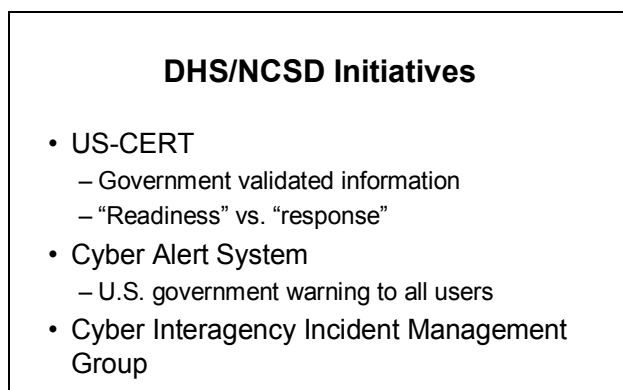 DHS/NCSD Initiatives
• US-CERT
– Government validated information
– “Readiness” vs. “response”
• Cyber Alert System
– U.S. government warning to all users
• Cyber Interagency Incident Management
Group